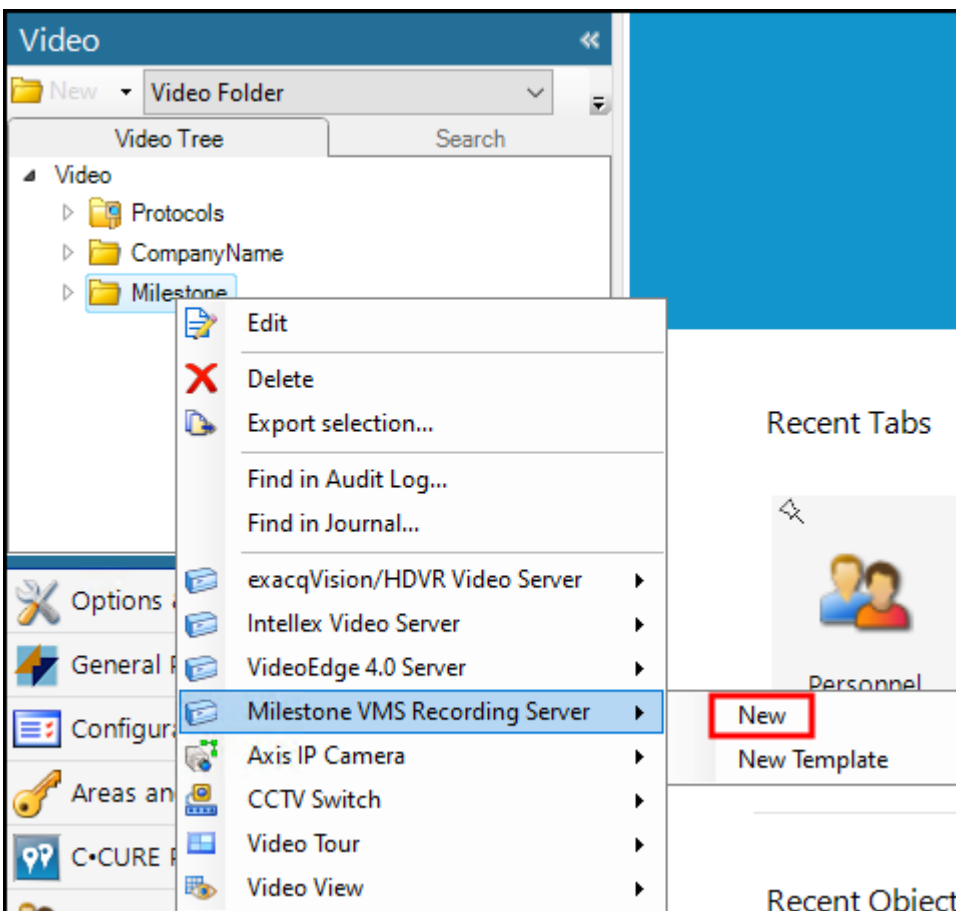 Video
New
Video Folder
Video Tree
Search
Video
Protocols
CompanyName
Milestone
Edit
Delete
Export selection...
Find in Audit Log...
Find in Journal...
exacqVision/HDVR Video Server
Intellex Video Server
VideoEdge 4.0 Server
Milestone VMS Recording Server
Axis IP Camera
CCTV Switch
Video Tour
Video View
New
New Template
Options
General
Configura
Areas an
C•CURE
Recent Tabs
Personnel
Recent Object